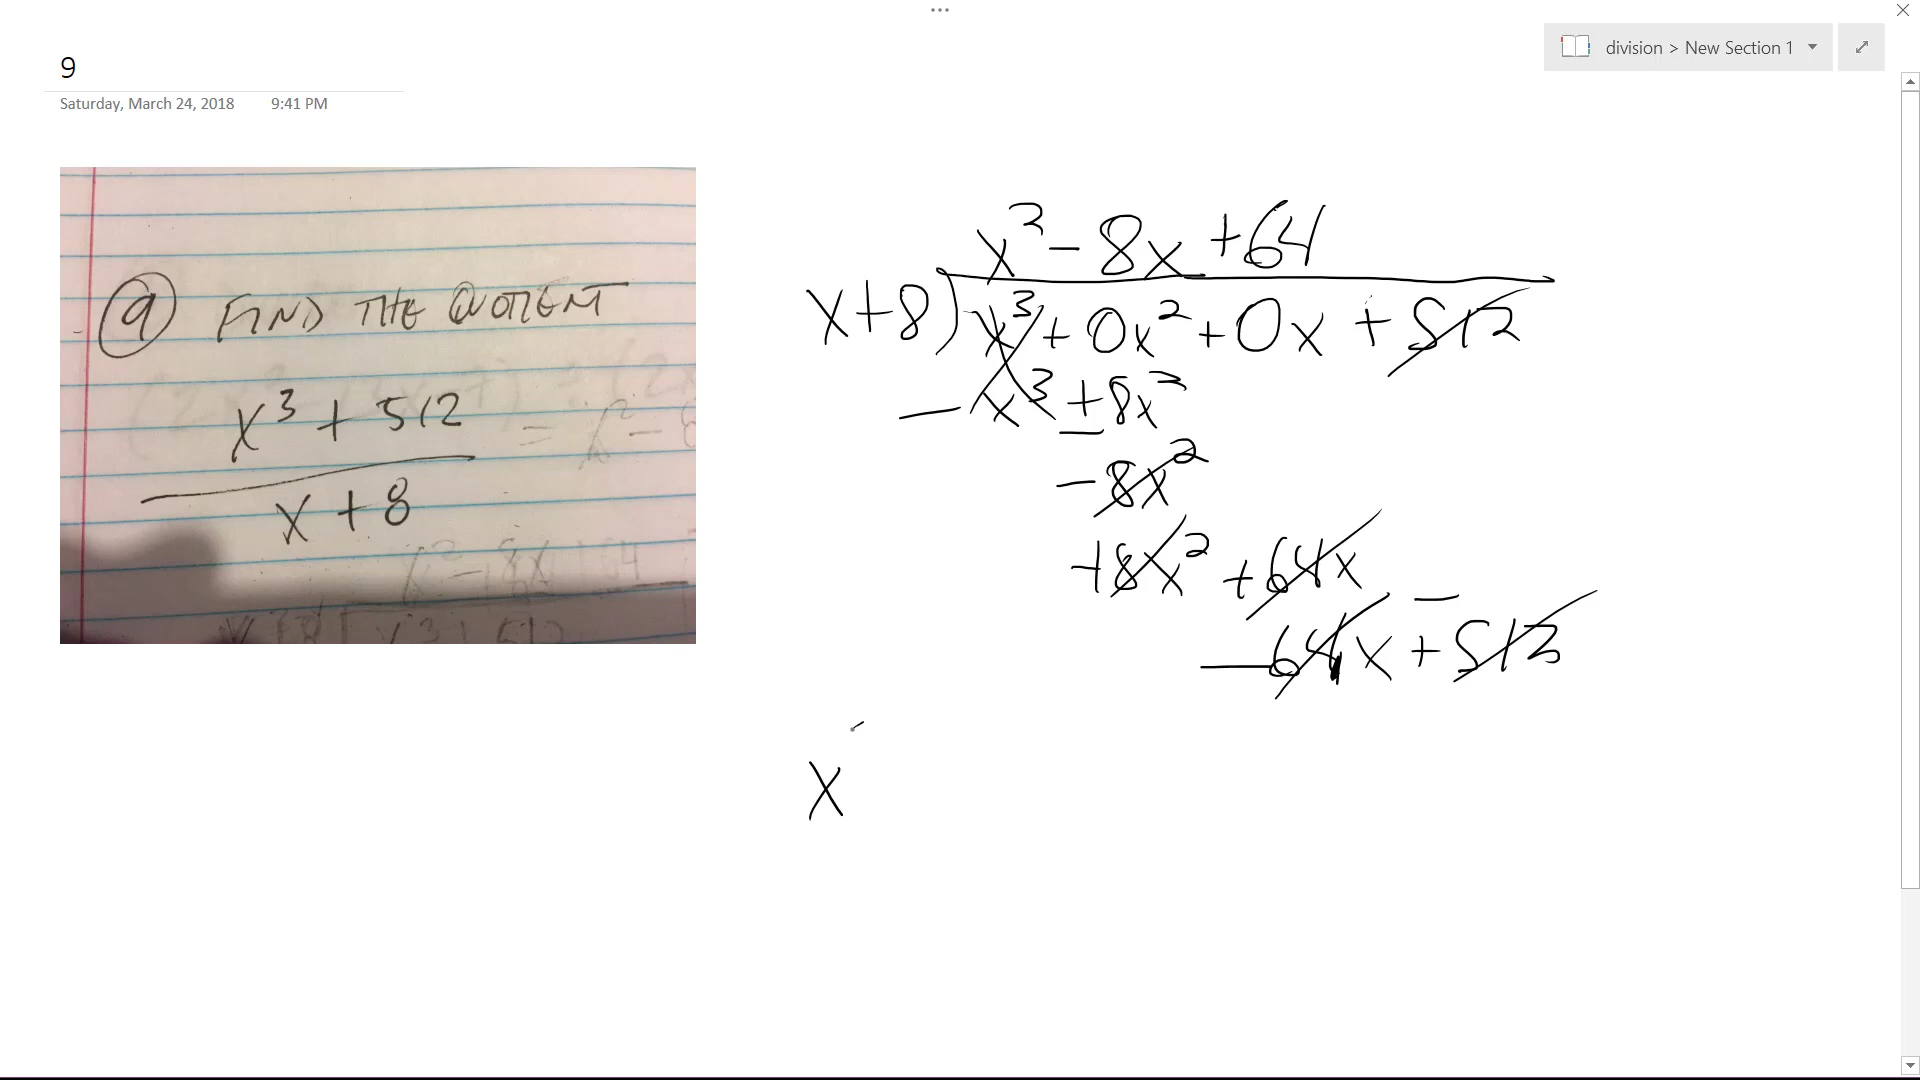 9
division > New Section 1
Saturday, March 24, 2018 9:41 PM
9 FIND THE QUOTIENT
x³ + 512
x + 8
x² - 8x + 64
x+8) x³ + 0x² + 0x + 512
- x³ + 8x²
- 8x²
+8x² + 64x
- 64x + 512
x